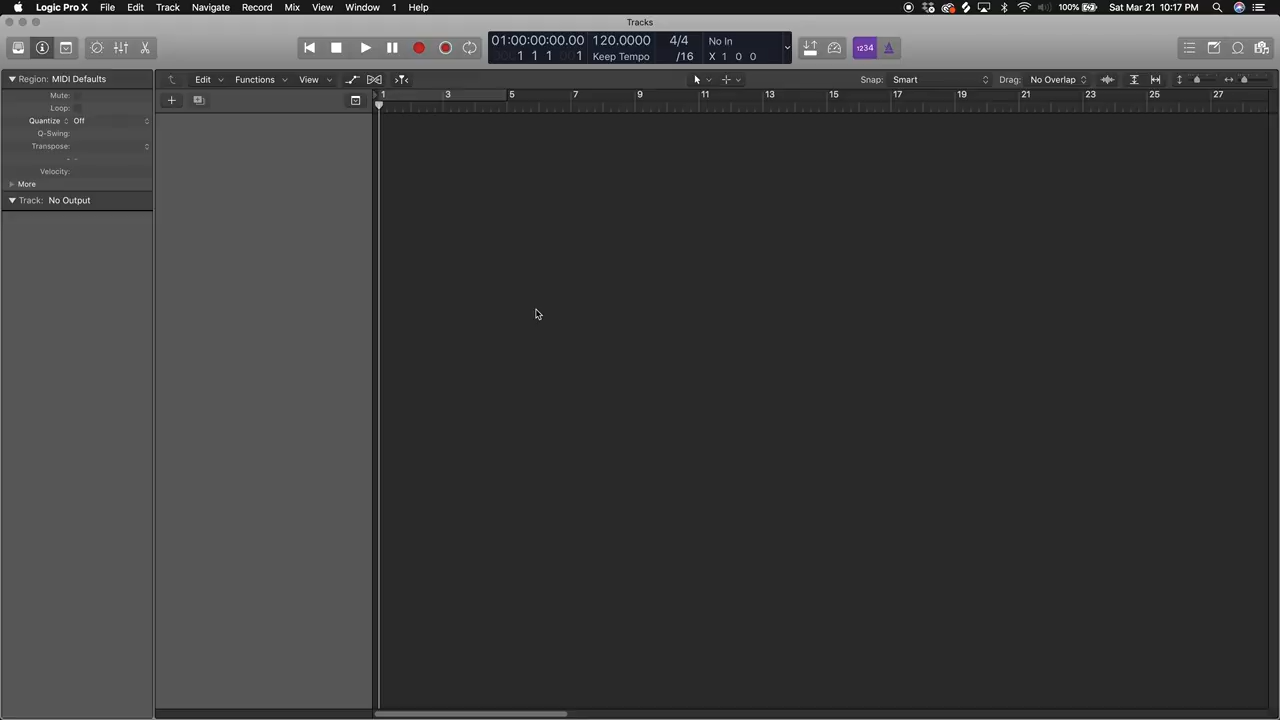 Logic Pro X File Edit Track Navigate Record Mix View Window 1 Help 100% Sat Mar 21 10:17 PM
Tracks
01:00:00:00.00 120.0000 4/4 No In
1 1 1 1 Keep Tempo /16 X 1 0 0
1234
Region: MIDI Defaults
Edit Functions View Snap: Smart Drag: No Overlap
Mute:
1 3 5 7 9 11 13 15 17 19 21 23 25 27
Loop:
Quantize Off
Q-Swing:
Transpose:
- -
Velocity:
More
Track: No Output